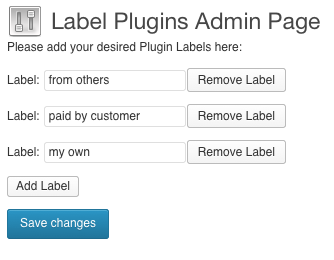 Label Plugins Admin Page
Please add your desired Plugin Labels here:
Label: from others Remove Label
Label: paid by customer Remove Label
Label: my own Remove Label
Add Label
Save changes